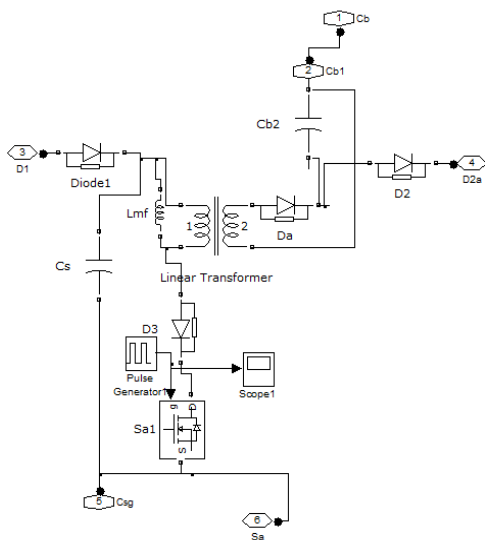 1
Cb
2
Cb1
Cb2
3
D1
Diode1
4
D2a
D2
Lmf
1
2
Da
Linear Transformer
Cs
D3
Pulse
Generator1
Scope1
g
D
Sa1
S
5
Csg
6
Sa